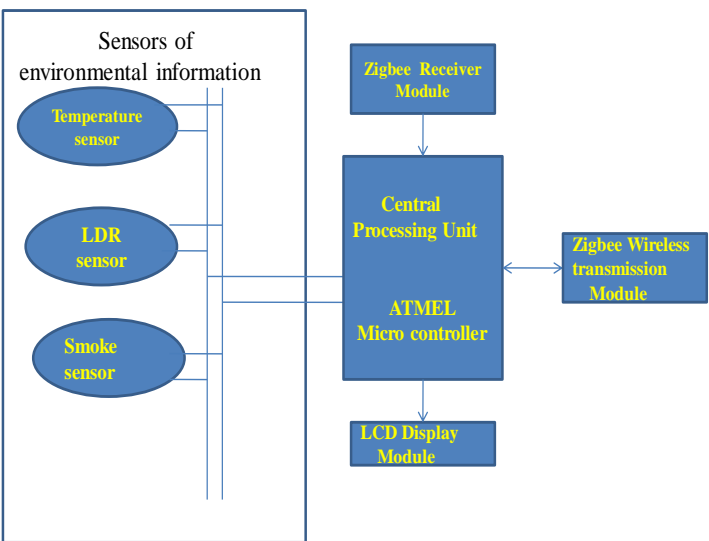 Sensors of
environmental information
Temperature
sensor
LDR
sensor
Smoke
sensor
Zigbee Receiver
Module
Central
Processing Unit
ATMEL
Micro controller
Zigbee Wireless
transmission
Module
LCD Display
Module